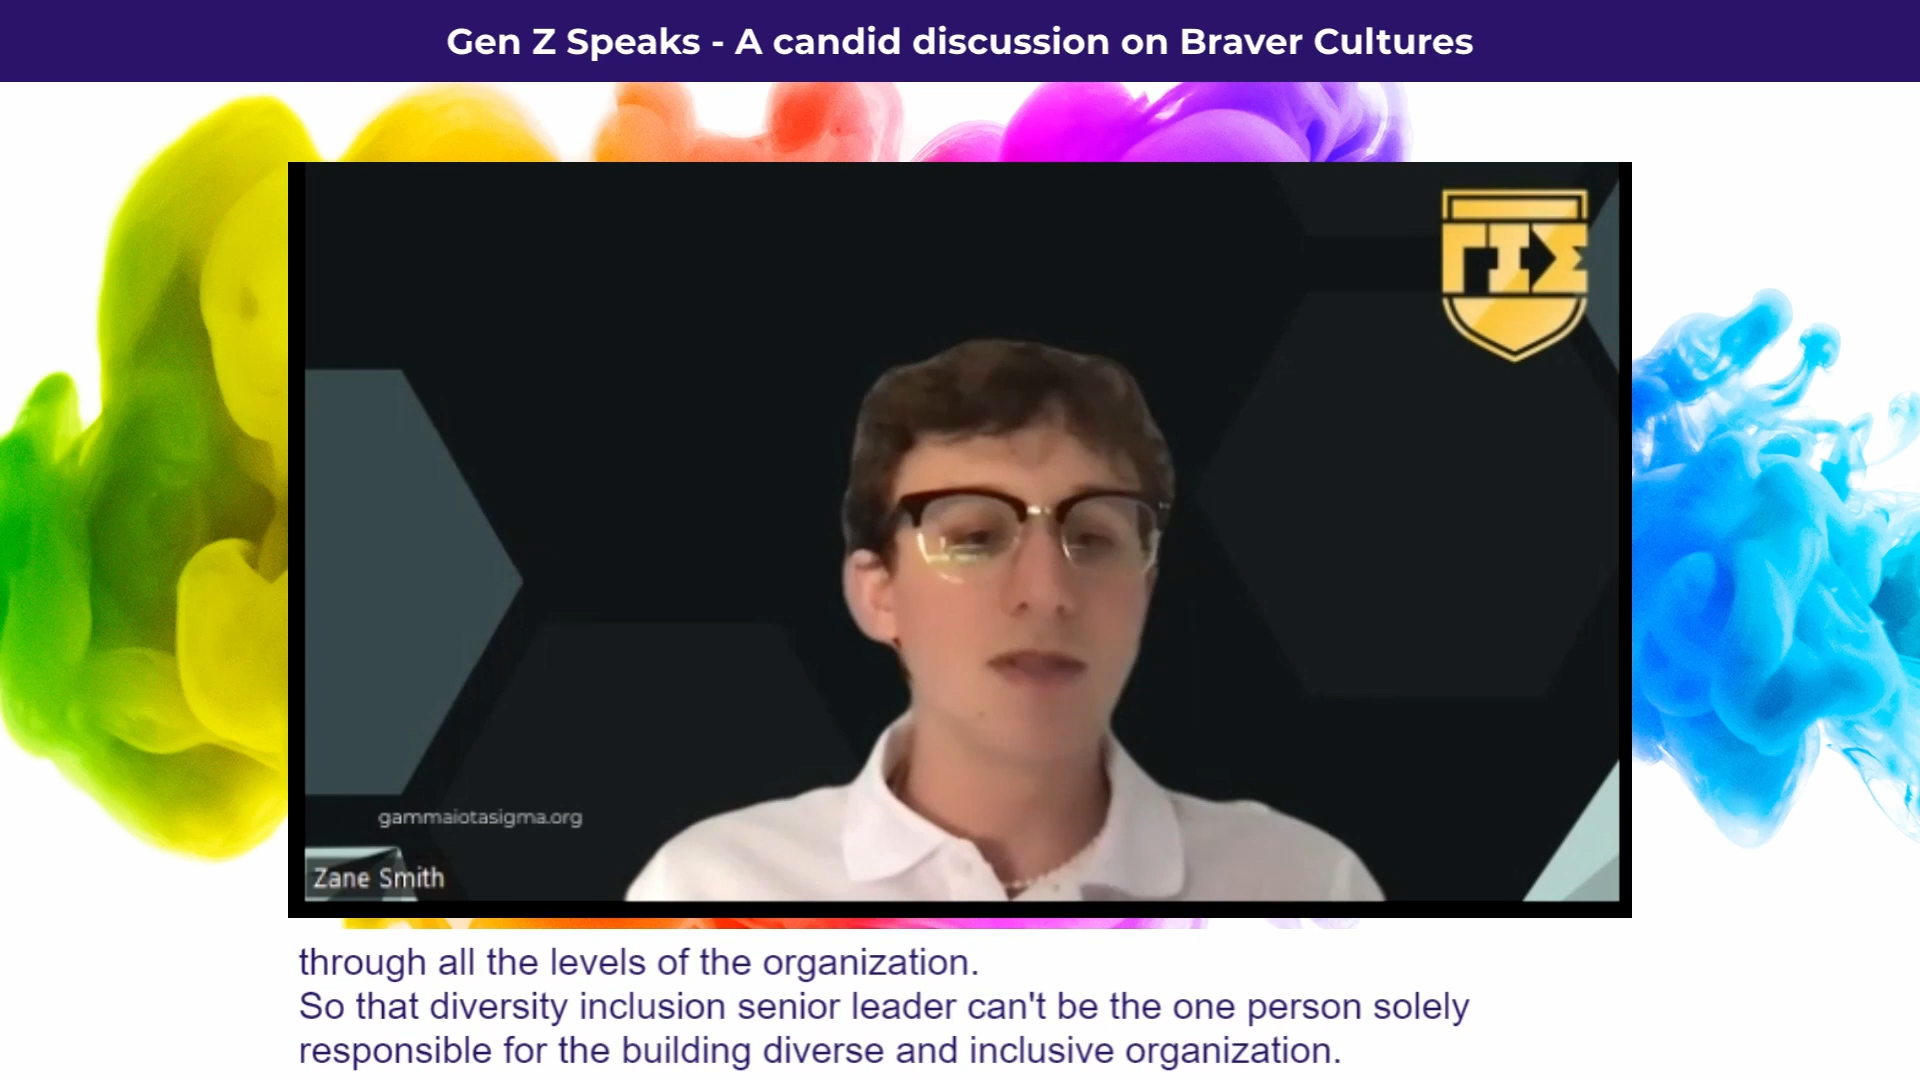 Gen Z Speaks - A candid discussion on Braver Cultures
ΓΙΣ
gammaiotasigma.org
Zane Smith
through all the levels of the organization.
So that diversity inclusion senior leader can't be the one person solely
responsible for the building diverse and inclusive organization.